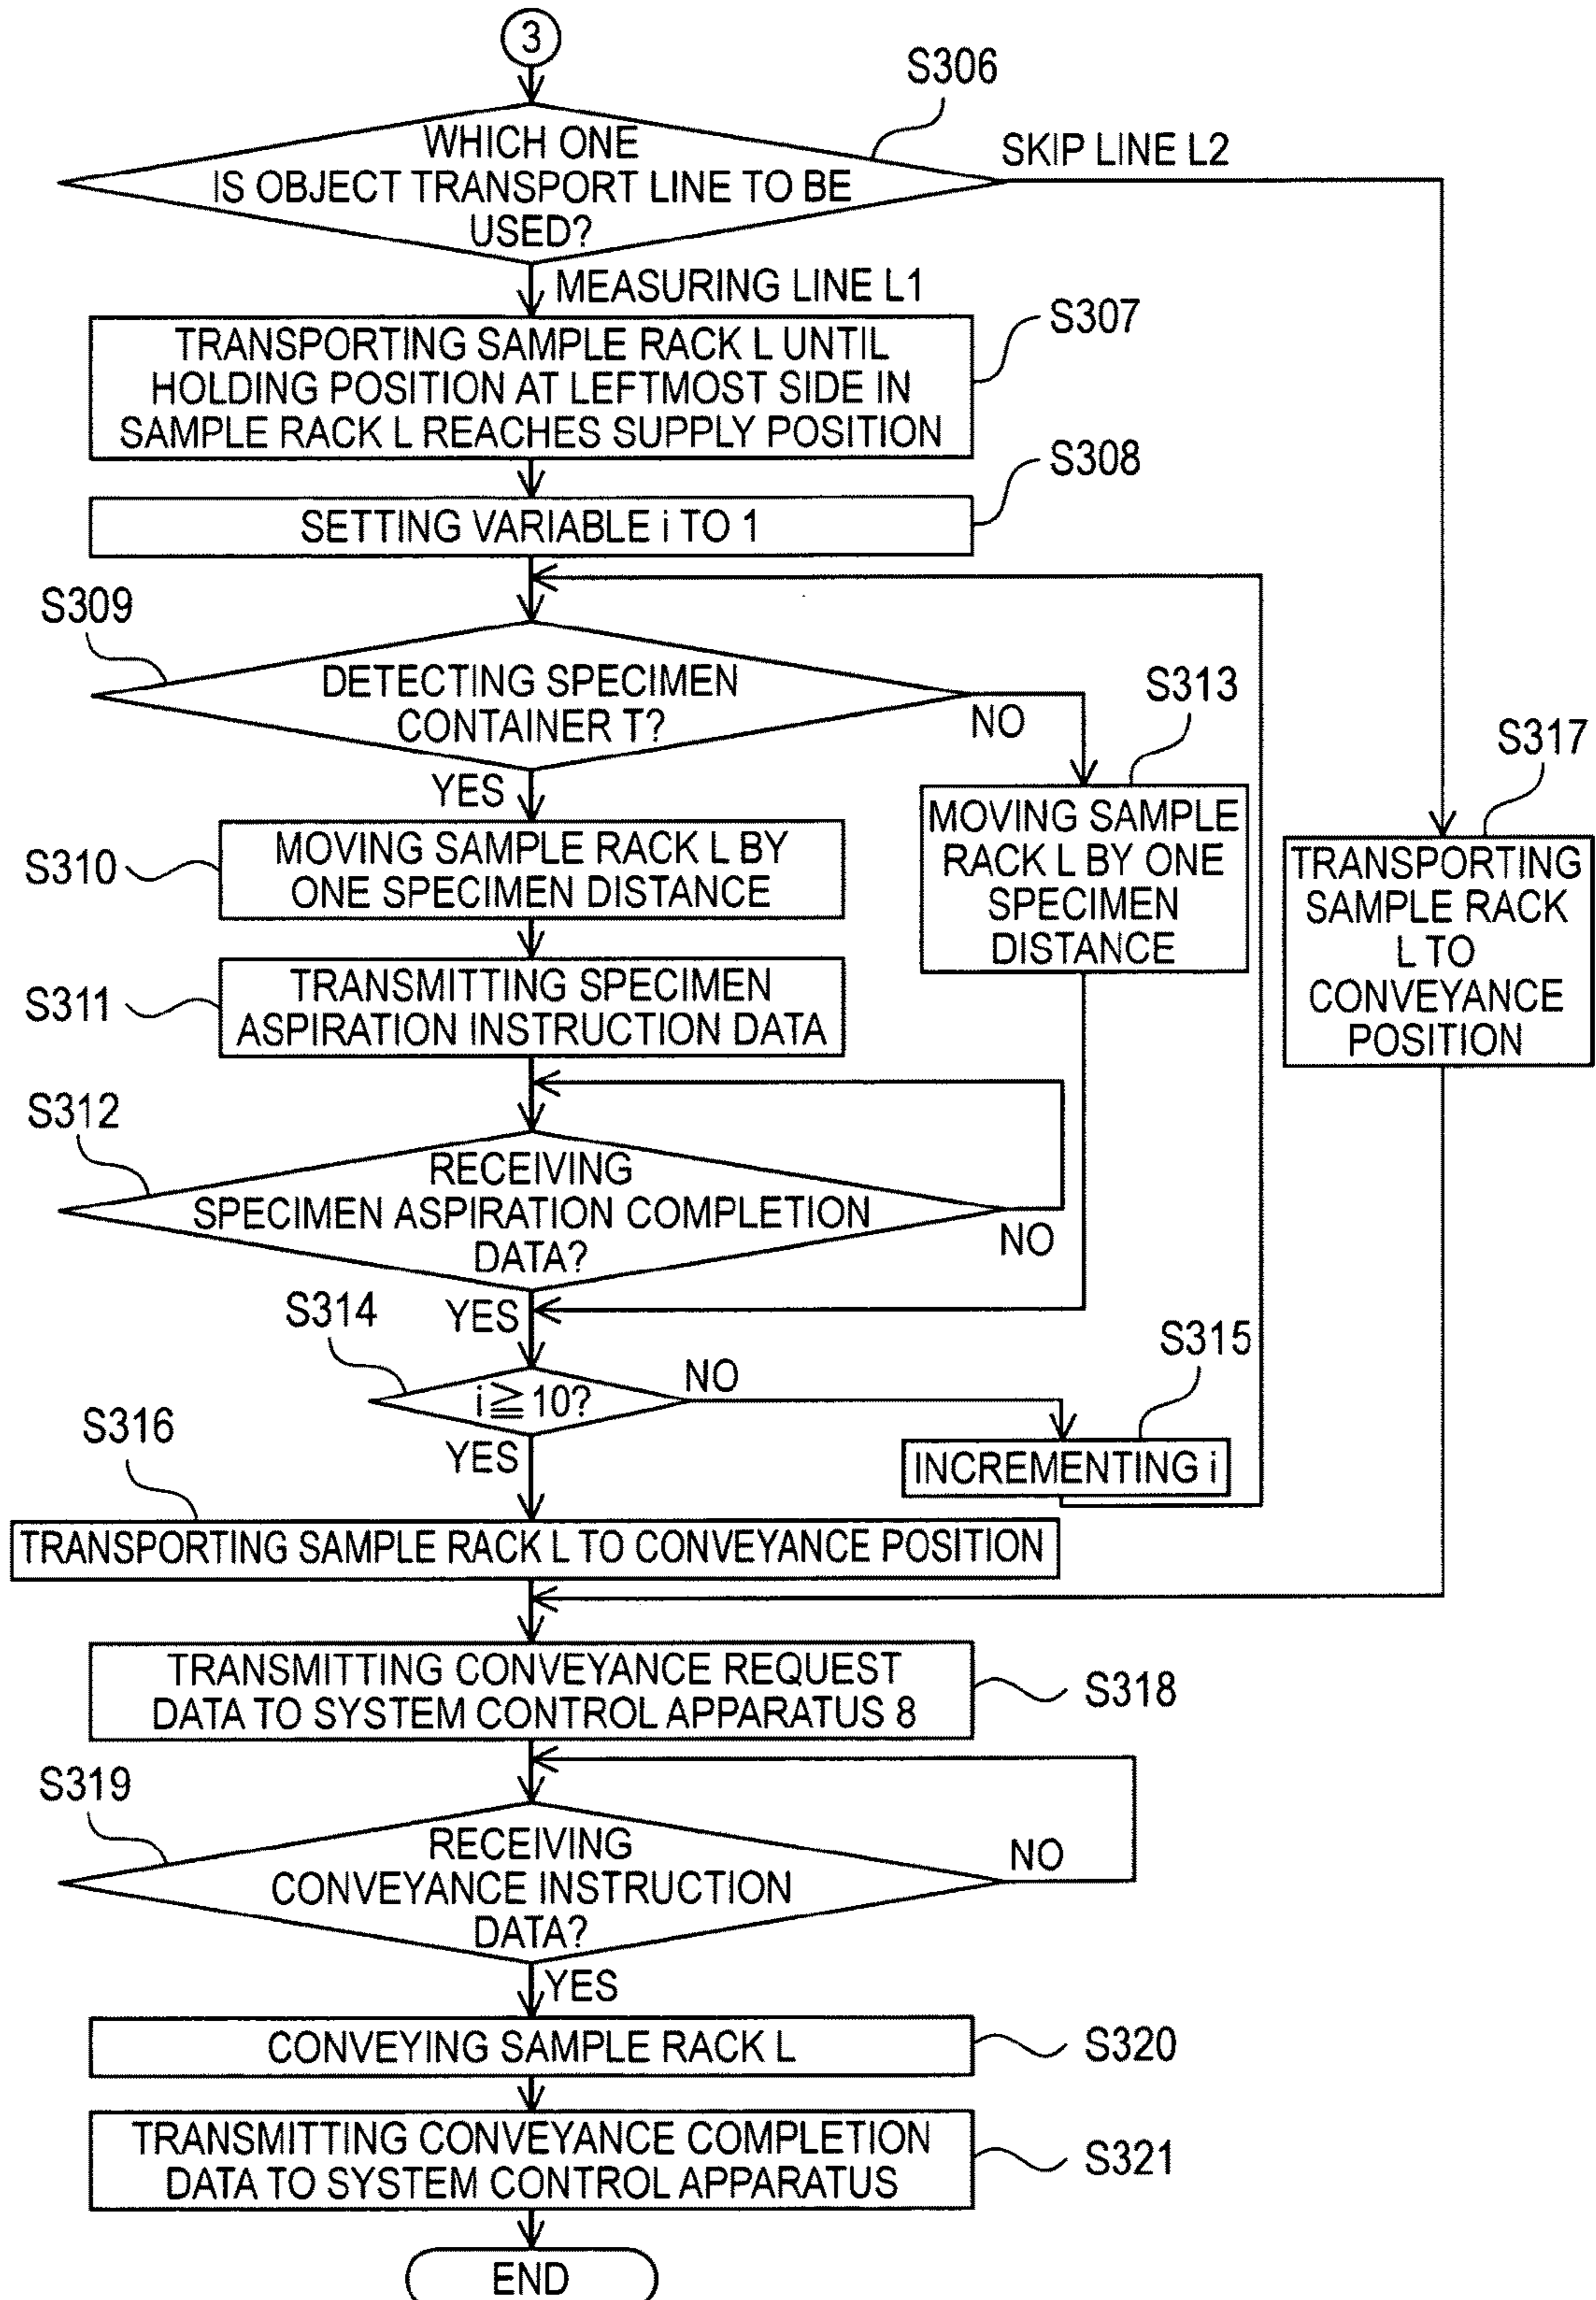 3
S306
WHICH ONE
IS OBJECT TRANSPORT LINE TO BE
USED?
SKIP LINE L2
MEASURING LINE L1
S307
TRANSPORTING SAMPLE RACK L UNTIL
HOLDING POSITION AT LEFTMOST SIDE IN
SAMPLE RACK L REACHES SUPPLY POSITION
S308
SETTING VARIABLE i TO 1
S309
DETECTING SPECIMEN
CONTAINER T?
NO
YES
S313
MOVING SAMPLE
RACK L BY ONE
SPECIMEN
DISTANCE
S317
TRANSPORTING
SAMPLE RACK
L TO
CONVEYANCE
POSITION
S310
MOVING SAMPLE RACK L BY
ONE SPECIMEN DISTANCE
S311
TRANSMITTING SPECIMEN
ASPIRATION INSTRUCTION DATA
S312
RECEIVING
SPECIMEN ASPIRATION COMPLETION
DATA?
NO
YES
S314
i≧10?
NO
YES
S315
INCREMENTING i
S316
TRANSPORTING SAMPLE RACK L TO CONVEYANCE POSITION
TRANSMITTING CONVEYANCE REQUEST
DATA TO SYSTEM CONTROL APPARATUS 8
S318
S319
RECEIVING
CONVEYANCE INSTRUCTION
DATA?
NO
YES
CONVEYING SAMPLE RACK L
S320
TRANSMITTING CONVEYANCE COMPLETION
DATA TO SYSTEM CONTROL APPARATUS
S321
END